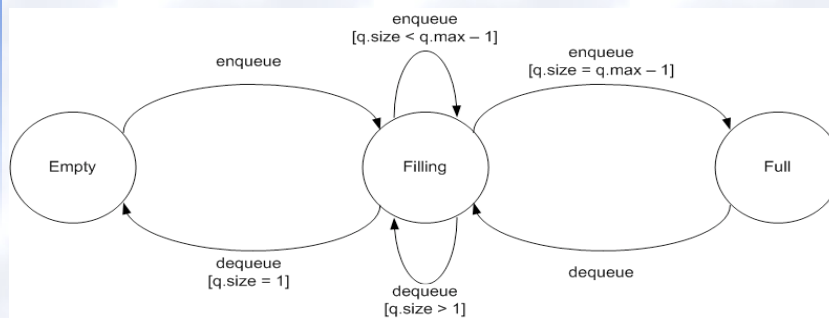 enqueue
[q.size < q.max – 1]
enqueue
[q.size = q.max – 1]
enqueue
Empty
Filling
Full
dequeue
[q.size = 1]
dequeue
[q.size > 1]
dequeue